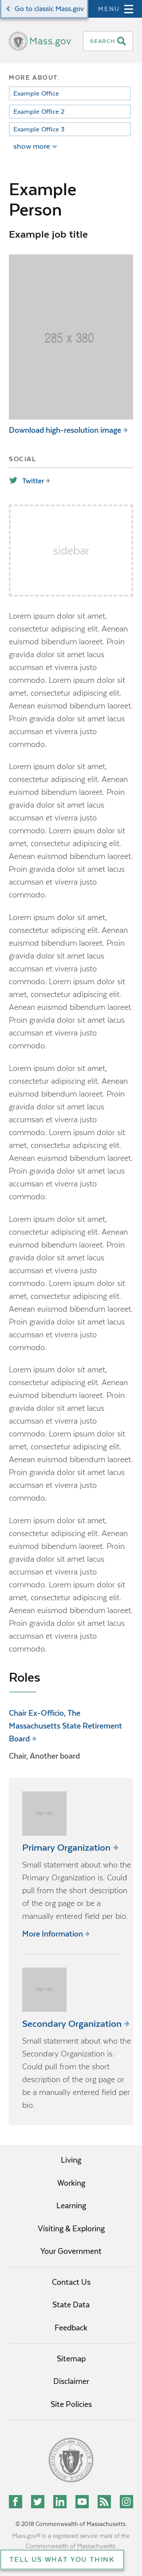 Go to classic Mass.gov
MENU
Mass.gov
SEARCH
MORE ABOUT:
Example Office
Example Office 2
Example Office 3
show more
Example
Person
Example job title
285 x 380
Download high-resolution image
SOCIAL
Twitter
sidebar
Lorem ipsum dolor sit amet,
consectetur adipiscing elit. Aenean
euismod bibendum laoreet. Proin
gravida dolor sit amet lacus
accumsan et viverra justo
commodo. Lorem ipsum dolor sit
amet, consectetur adipiscing elit.
Aenean euismod bibendum laoreet.
Proin gravida dolor sit amet lacus
accumsan et viverra justo
commodo.
Lorem ipsum dolor sit amet,
consectetur adipiscing elit. Aenean
euismod bibendum laoreet. Proin
gravida dolor sit amet lacus
accumsan et viverra justo
commodo. Lorem ipsum dolor sit
amet, consectetur adipiscing elit.
Aenean euismod bibendum laoreet.
Proin gravida dolor sit amet lacus
accumsan et viverra justo
commodo.
Lorem ipsum dolor sit amet,
consectetur adipiscing elit. Aenean
euismod bibendum laoreet. Proin
gravida dolor sit amet lacus
accumsan et viverra justo
commodo. Lorem ipsum dolor sit
amet, consectetur adipiscing elit.
Aenean euismod bibendum laoreet.
Proin gravida dolor sit amet lacus
accumsan et viverra justo
commodo.
Lorem ipsum dolor sit amet,
consectetur adipiscing elit. Aenean
euismod bibendum laoreet. Proin
gravida dolor sit amet lacus
accumsan et viverra justo
commodo. Lorem ipsum dolor sit
amet, consectetur adipiscing elit.
Aenean euismod bibendum laoreet.
Proin gravida dolor sit amet lacus
accumsan et viverra justo
commodo.
Lorem ipsum dolor sit amet,
consectetur adipiscing elit. Aenean
euismod bibendum laoreet. Proin
gravida dolor sit amet lacus
accumsan et viverra justo
commodo. Lorem ipsum dolor sit
amet, consectetur adipiscing elit.
Aenean euismod bibendum laoreet.
Proin gravida dolor sit amet lacus
accumsan et viverra justo
commodo.
Lorem ipsum dolor sit amet,
consectetur adipiscing elit. Aenean
euismod bibendum laoreet. Proin
gravida dolor sit amet lacus
accumsan et viverra justo
commodo. Lorem ipsum dolor sit
amet, consectetur adipiscing elit.
Aenean euismod bibendum laoreet.
Proin gravida dolor sit amet lacus
accumsan et viverra justo
commodo.
Lorem ipsum dolor sit amet,
consectetur adipiscing elit. Aenean
euismod bibendum laoreet. Proin
gravida dolor sit amet lacus
accumsan et viverra justo
commodo. Lorem ipsum dolor sit
amet, consectetur adipiscing elit.
Aenean euismod bibendum laoreet.
Proin gravida dolor sit amet lacus
accumsan et viverra justo
commodo.
Roles
Chair Ex-Officio, The
Massachusetts State Retirement
Board
Chair, Another board
Primary Organization
Small statement about who the
Primary Organization is. Could
pull from the short description
of the org page or be a
manually entered field per bio.
More Information
Secondary Organization
Small statement about who the
Secondary Organization is.
Could pull from the short
description of the org page or
be a manually entered field per
bio.
Living
Working
Learning
Visiting & Exploring
Your Government
Contact Us
State Data
Feedback
Sitemap
Disclaimer
Site Policies
© 2018 Commonwealth of Massachusetts.
Mass.gov® is a registered service mark of the
Commonwealth of Massachusetts.
TELL US WHAT YOU THINK